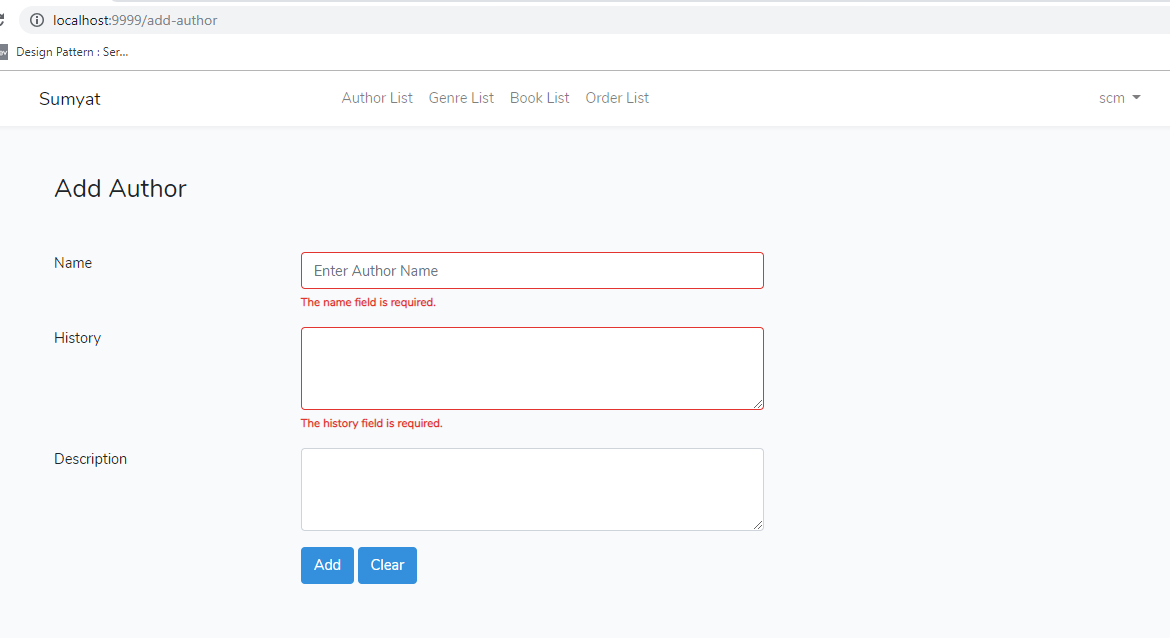 localhost:9999/add-author
Design Pattern : Ser...
Sumyat Author List Genre List Book List Order List scm
Add Author
Name Enter Author Name
The name field is required.
History
The history field is required.
Description
Add Clear